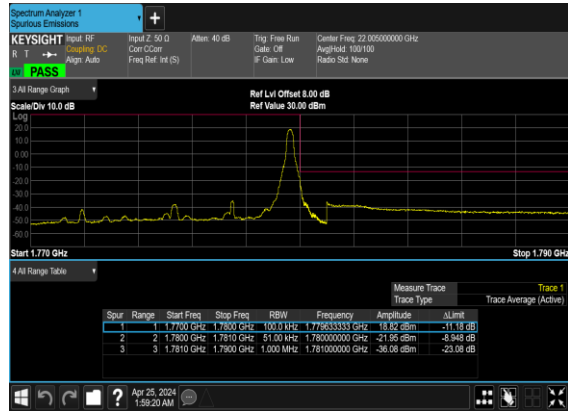 Spectrum Analyzer 1
Spurious Emissions
+
KEYSIGHT Input: RF Input Z: 50 Ω Atten: 40 dB Trig: Free Run Center Freq: 22.005000000 GHz
R T Coupling: DC Corr CCorr Gate: Off Avg|Hold: 100/100
Align: Auto Freq Ref: Int (S) IF Gain: Low Radio Std: None
PASS
3 All Range Graph
Ref Lvl Offset 8.00 dB
Scale/Div 10.0 dB Ref Value 30.00 dBm
Log
20.0
10.0
0.00
-10.0
-20.0
-30.0
-40.0
-50.0
-60.0
Start 1.770 GHz Stop 1.790 GHz
4 All Range Table
Measure Trace Trace 1
Trace Type Trace Average (Active)
Spur Range Start Freq Stop Freq RBW Frequency Amplitude ΔLimit
1 1 1.7700 GHz 1.7800 GHz 100.0 kHz 1.779633333 GHz 18.82 dBm -11.18 dB
2 2 1.7800 GHz 1.7810 GHz 51.00 kHz 1.780000000 GHz -21.95 dBm -8.948 dB
3 3 1.7810 GHz 1.7900 GHz 1.000 MHz 1.781000000 GHz -36.08 dBm -23.08 dB
? Apr 25, 2024
1:59:20 AM